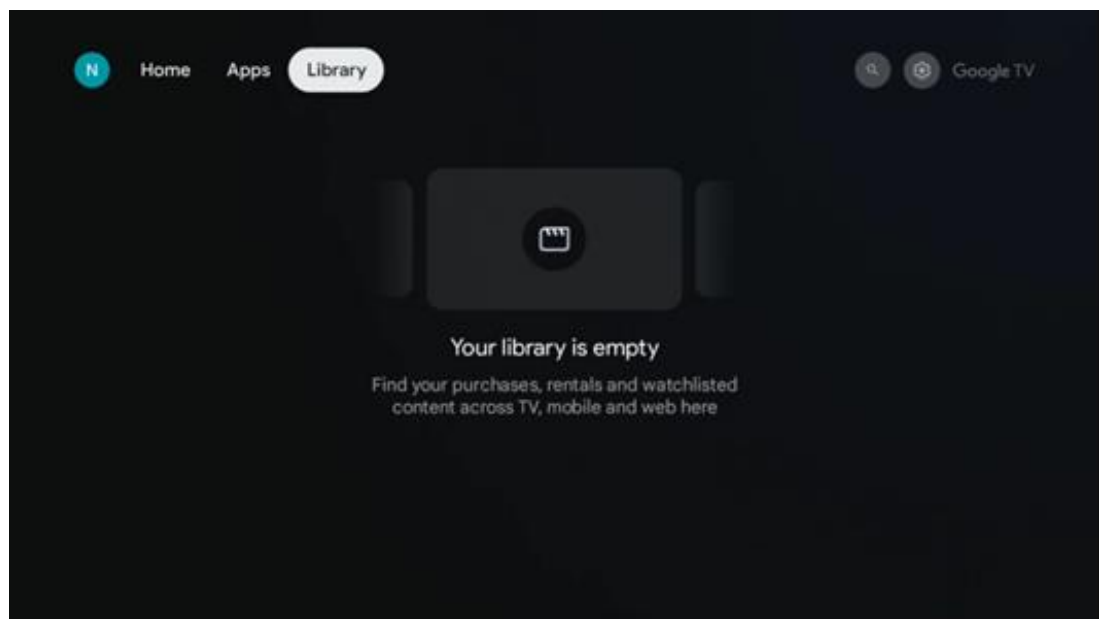 N Home Apps Library Google TV
Your library is empty
Find your purchases, rentals and watchlisted
content across TV, mobile and web here